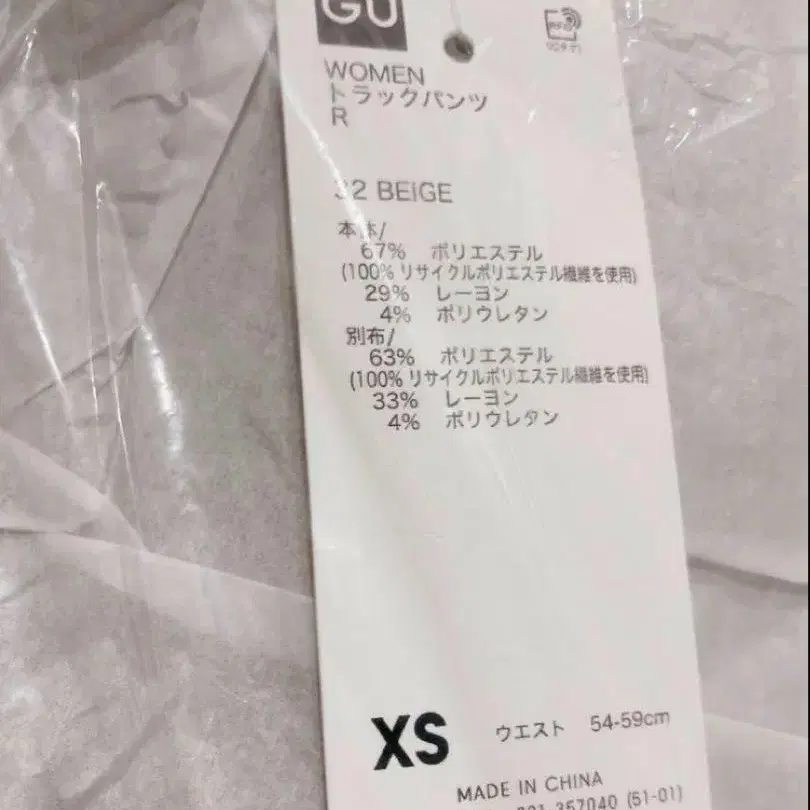 GU
WOMEN
トラックパンツ
R
32 BEIGE
本体/
67% ポリエステル
(100% リサイクルポリエステル繊維を使用)
29% レーヨン
4% ポリウレタン
別布/
63% ポリエステル
(100% リサイクルポリエステル繊維を使用)
33% レーヨン
4% ポリウレタン
XS ウエスト 54-59cm
MADE IN CHINA
357040 (51-01)